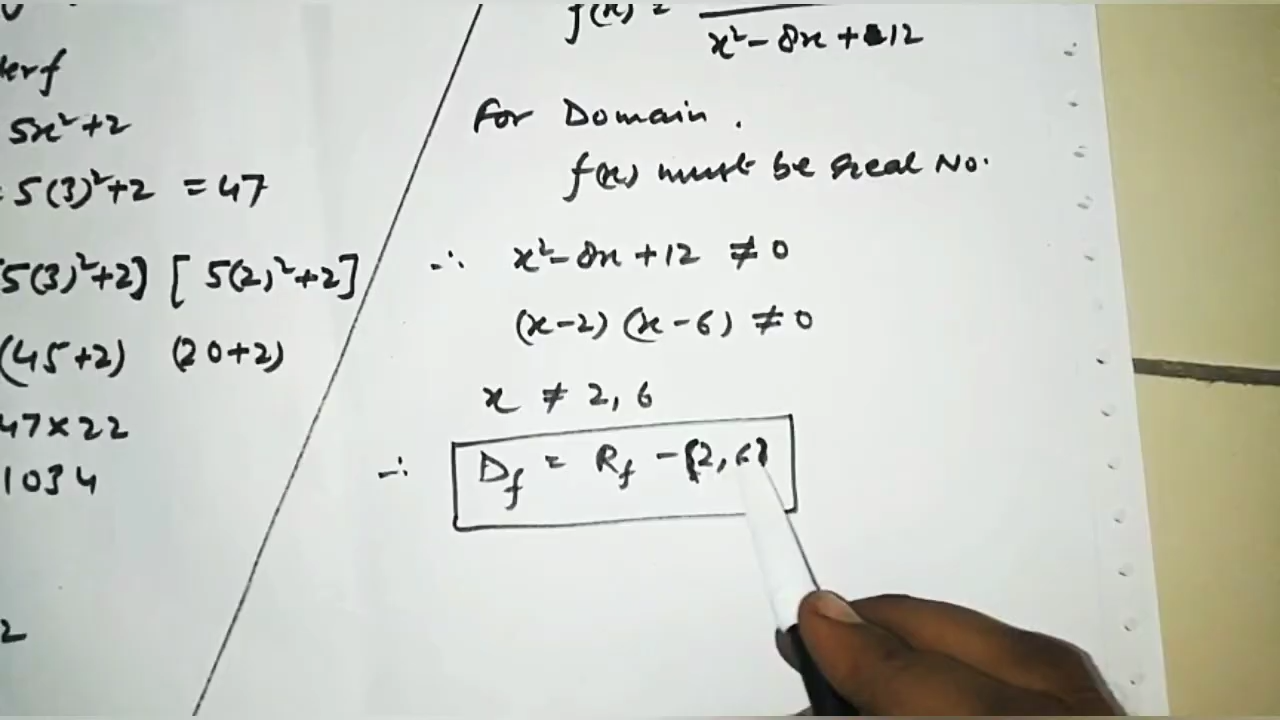 erf
5x²+2
= 5(3)²+2 = 47
5(3)²+2] [5(2)²+2]
(45+2) (20+2)
47×22
1034
2
f(x) =
x²-8x+12
For Domain.
f(x) must be real No.
∴ x²-8x+12 ≠ 0
(x-2) (x-6) ≠ 0
x ≠ 2, 6
∴ Df = Rf - {2,6}